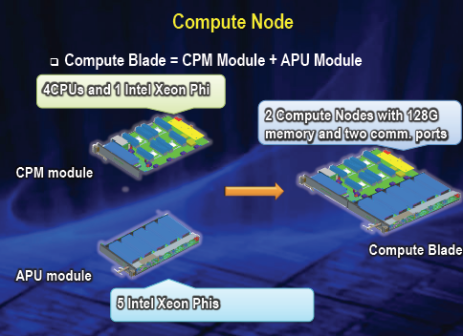 Compute Node
❑ Compute Blade = CPM Module + APU Module
4CPUs and 1 Intel Xeon Phi
2 Compute Nodes with 128G
memory and two comm. ports
CPM module
Compute Blade
APU module
5 Intel Xeon Phis